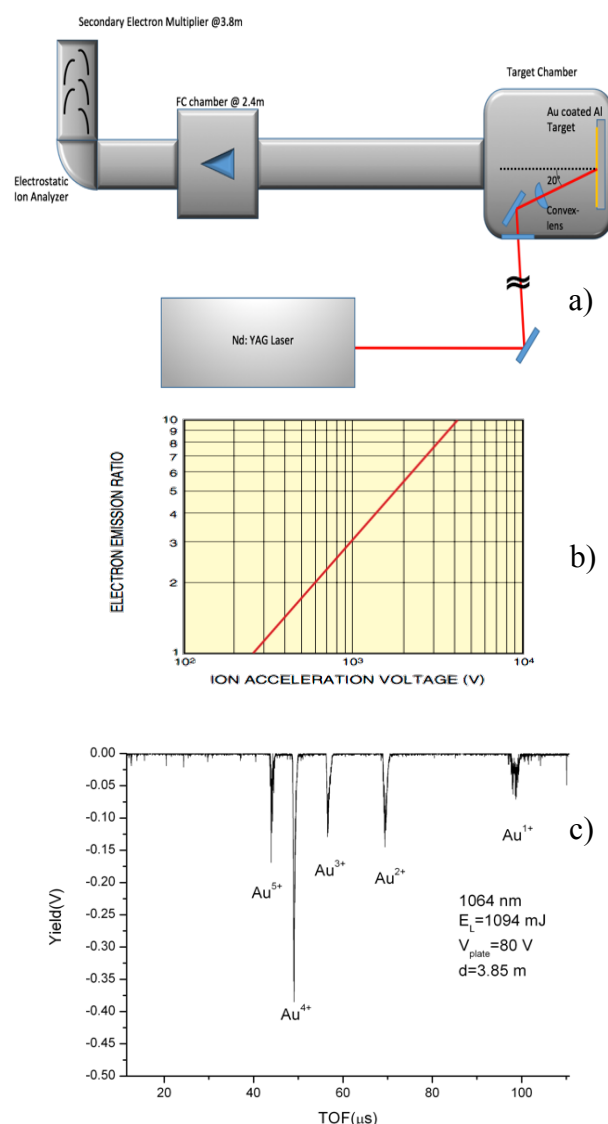 Secondary Electron Multiplier @3.8m
Target Chamber
FC chamber @ 2.4m
Au coated Al
Target
Electrostatic
Ion Analyzer
20°
Convex-
lens
≈
a)
Nd: YAG Laser
10
9
8
7
6
5
4
3
2
1
ELECTRON EMISSION RATIO
b)
10² 10³ 10⁴
ION ACCELERATION VOLTAGE (V)
0.00
-0.05
-0.10
-0.15
-0.20
-0.25
-0.30
-0.35
-0.40
-0.45
-0.50
Yield(V)
c)
Au¹⁺
Au³⁺
Au²⁺
Au⁵⁺
Au⁴⁺
1064 nm
E_L=1094 mJ
V_plate=80 V
d=3.85 m
20 40 60 80 100
TOF(μs)